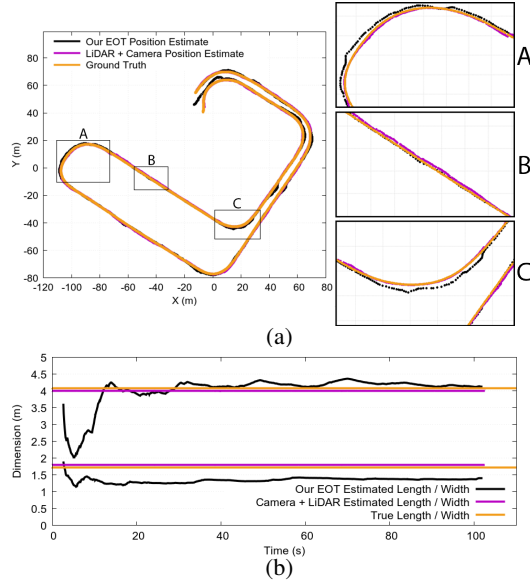 (a)
Our EOT Position Estimate
LiDAR + Camera Position Estimate
Ground Truth
80
60
40
20
0
-20
-40
-60
-80
Y (m)
A
B
C
-120 -100 -80 -60 -40 -20 0 20 40 60 80
X (m)
A
B
C
(a)
5
4.5
4
3.5
3
2.5
2
1.5
1
0.5
0
Dimension (m)
Our EOT Estimated Length / Width
Camera + LiDAR Estimated Length / Width
True Length / Width
0 20 40 60 80 100
Time (s)
(b)